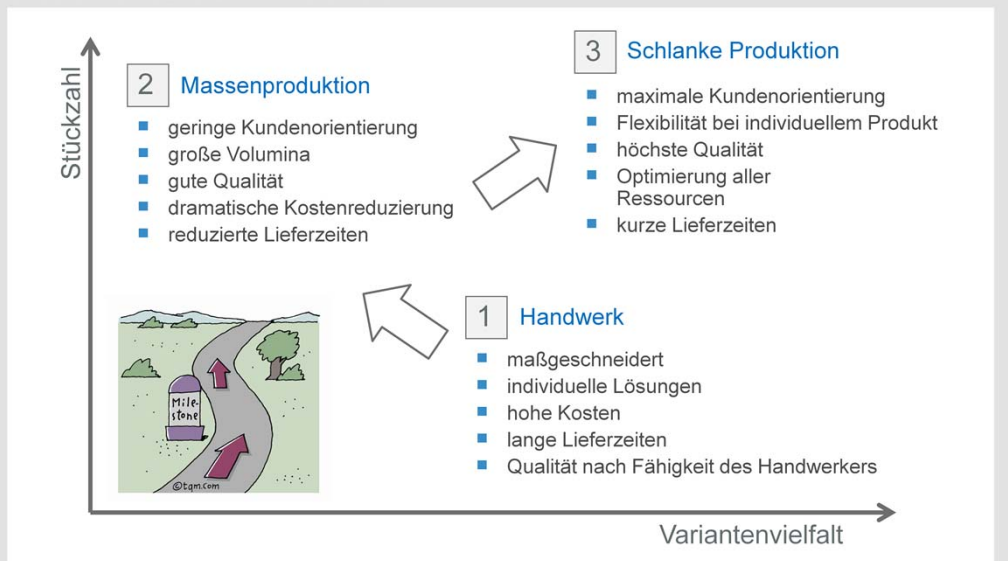 Stückzahl
2 Massenproduktion
geringe Kundenorientierung
große Volumina
gute Qualität
dramatische Kostenreduzierung
reduzierte Lieferzeiten
3 Schlanke Produktion
maximale Kundenorientierung
Flexibilität bei individuellem Produkt
höchste Qualität
Optimierung aller
Ressourcen
kurze Lieferzeiten
1 Handwerk
maßgeschneidert
individuelle Lösungen
hohe Kosten
lange Lieferzeiten
Qualität nach Fähigkeit des Handwerkers
Mile-
stone
©tqm.com
Variantenvielfalt